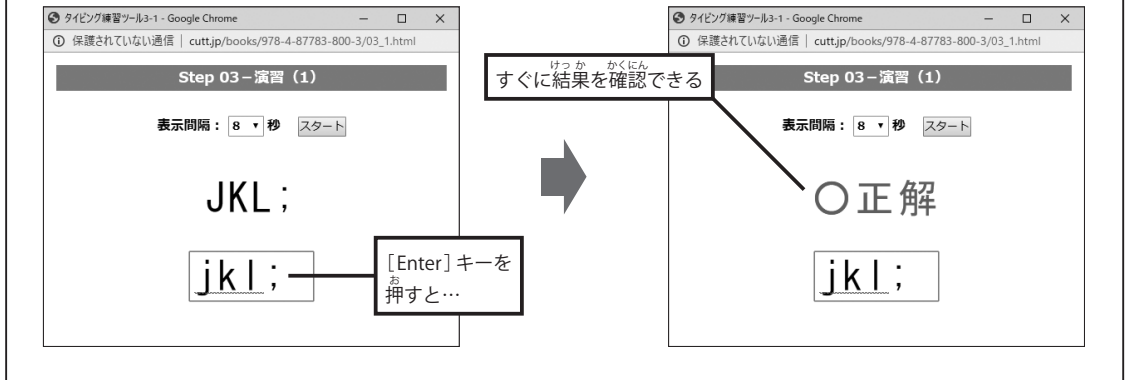 タイピング練習ツール3-1 - Google Chrome
保護されていない通信 | cutt.jp/books/978-4-87783-800-3/03_1.html
Step 03－演習（1）
表示間隔： 8 ▼ 秒 スタート
JKL;
jkl;
［Enter］キーを
お
押すと…
タイピング練習ツール3-1 - Google Chrome
保護されていない通信 | cutt.jp/books/978-4-87783-800-3/03_1.html
けっか かくにん
すぐに結果を確認できる
Step 03－演習（1）
表示間隔： 8 ▼ 秒 スタート
〇正解
jkl;